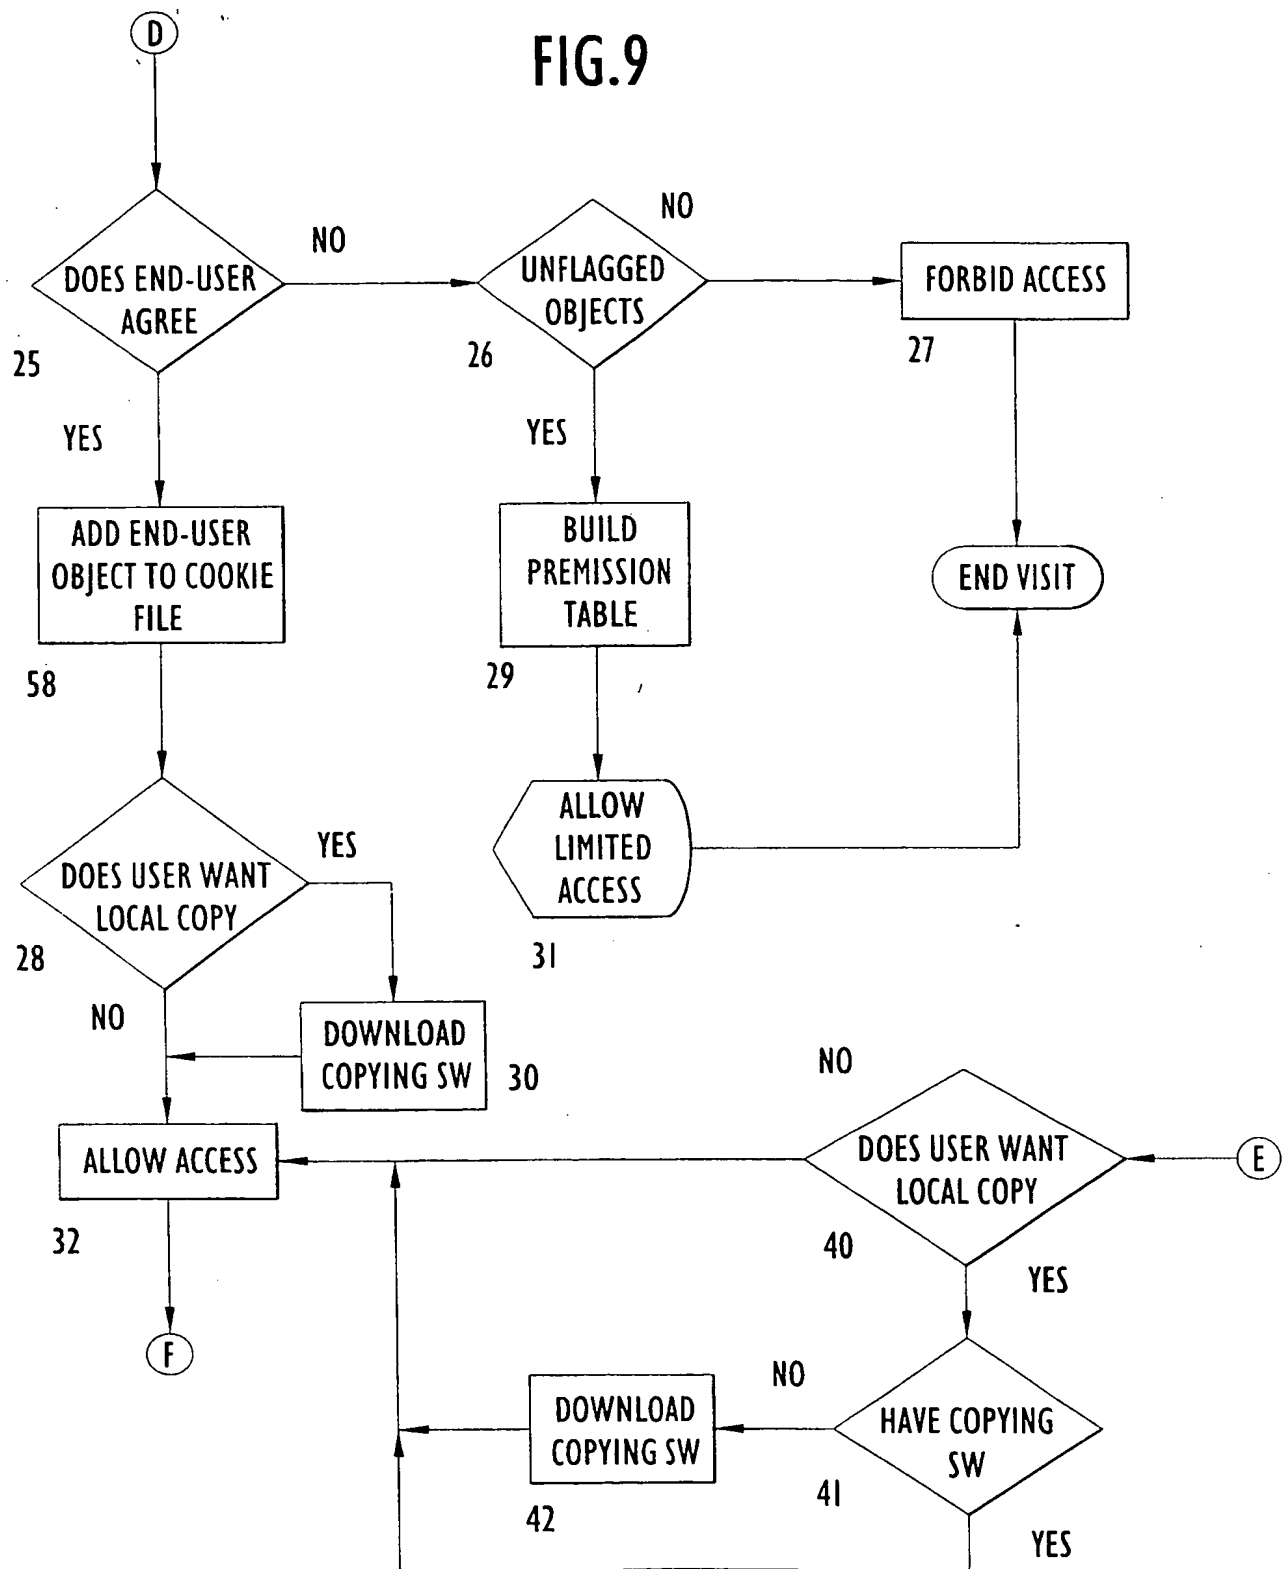 D
FIG.9
DOES END-USER
AGREE
25
NO
UNFLAGGED
OBJECTS
26
NO
FORBID ACCESS
27
YES
YES
ADD END-USER
OBJECT TO COOKIE
FILE
58
BUILD
PREMISSION
TABLE
29
END VISIT
DOES USER WANT
LOCAL COPY
28
YES
ALLOW
LIMITED
ACCESS
31
NO
DOWNLOAD
COPYING SW
30
ALLOW ACCESS
32
NO
DOES USER WANT
LOCAL COPY
40
E
YES
F
DOWNLOAD
COPYING SW
42
NO
HAVE COPYING
SW
41
YES